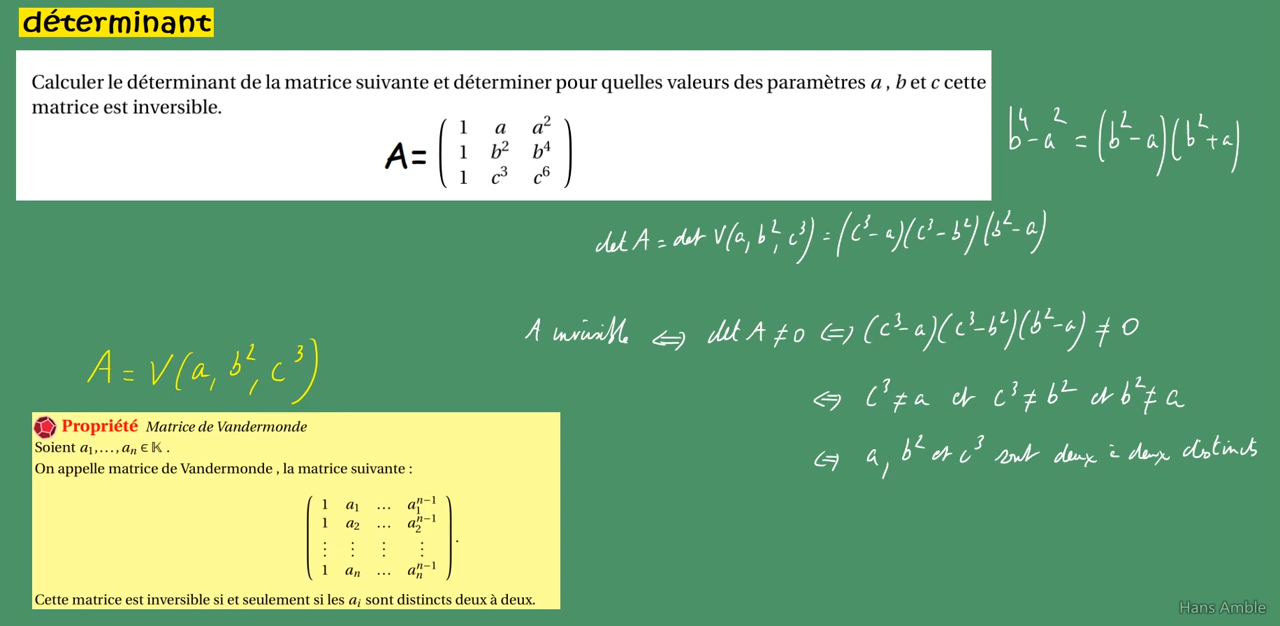 déterminant
Calculer le déterminant de la matrice suivante et déterminer pour quelles valeurs des paramètres a , b et c cette
matrice est inversible.
A= ( 1 a a² )
( 1 b² b⁴ )
( 1 c³ c⁶ )
b⁴-a² = (b²-a)(b²+a)
det A = det V(a, b², c³) = (c³-a)(c³-b²)(b²-a)
A inversible ⇔ det A ≠ 0 ⇔ (c³-a)(c³-b²)(b²-a) ≠ 0
⇔ c³ ≠ a et c³ ≠ b² et b² ≠ a
⇔ a, b² et c³ sont deux à deux distincts
A = V(a, b², c³)
Propriété Matrice de Vandermonde
Soient a₁,…,aₙ ∈ 𝕂 .
On appelle matrice de Vandermonde , la matrice suivante :
( 1 a₁ … a₁ⁿ⁻¹ )
( 1 a₂ … a₂ⁿ⁻¹ )
( ⋮ ⋮ ⋮ ⋮ )
( 1 aₙ … aₙⁿ⁻¹ ) .
Cette matrice est inversible si et seulement si les aᵢ sont distincts deux à deux.
Hans Amble